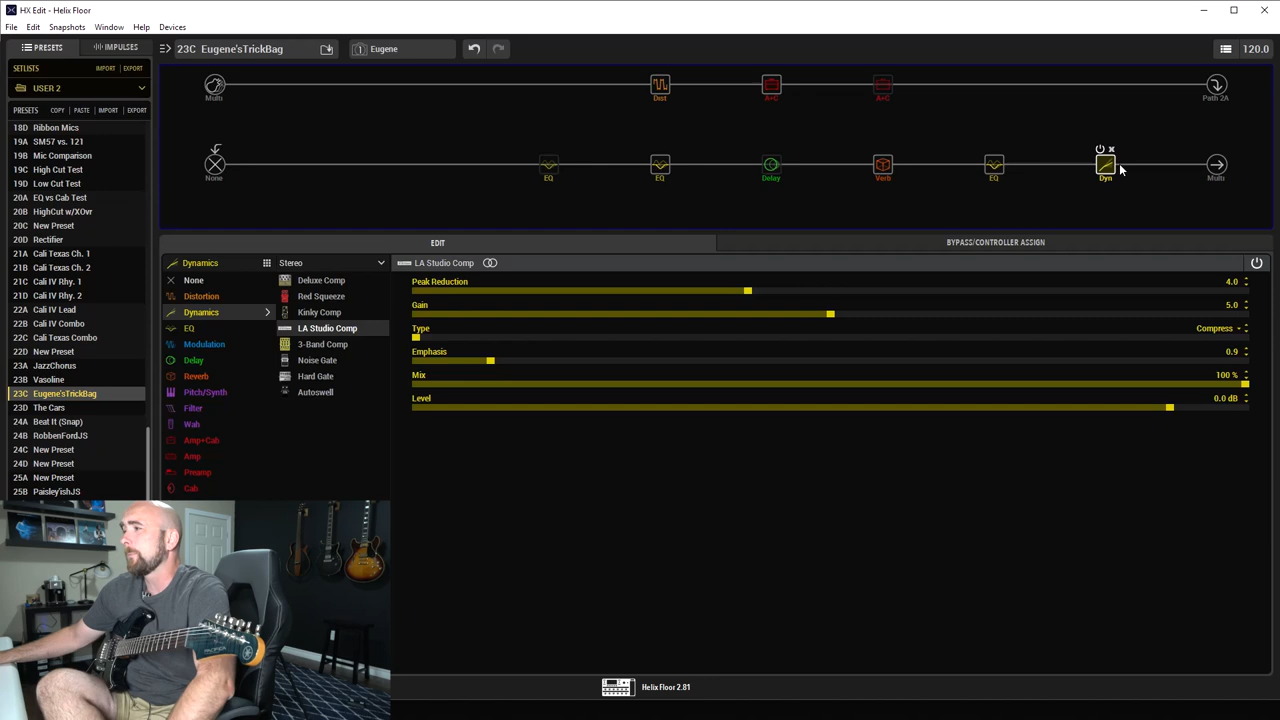 HX Edit - Helix Floor
File Edit Snapshots Window Help Devices
PRESETS IMPULSES
23C Eugene'sTrickBag
1 Eugene
120.0
SETLISTS IMPORT EXPORT
USER 2
PRESETS COPY PASTE IMPORT EXPORT
18D Ribbon Mics
19A SM57 vs. 121
19B Mic Comparison
19C High Cut Test
19D Low Cut Test
20A EQ vs Cab Test
20B HighCut w/XOvr
20C New Preset
20D Rectifier
21A Cali Texas Ch. 1
21B Cali Texas Ch. 2
21C Cali IV Rhy. 1
21D Cali IV Rhy. 2
22A Cali IV Lead
22B Cali IV Combo
22C Cali Texas Combo
22D New Preset
23A JazzChorus
23B Vasoline
23C Eugene'sTrickBag
23D The Cars
24A Beat It (Snap)
24B RobbenFordJS
24C New Preset
24D New Preset
25A New Preset
25B Paisley'ishJS
Multi Dist A+C A+C Path 2A
None EQ EQ Delay Verb EQ Dyn Multi
EDIT BYPASS/CONTROLLER ASSIGN
Dynamics
None
Distortion
Dynamics
EQ
Modulation
Delay
Reverb
Pitch/Synth
Filter
Wah
Amp+Cab
Amp
Preamp
Cab
Stereo
Deluxe Comp
Red Squeeze
Kinky Comp
LA Studio Comp
3-Band Comp
Noise Gate
Hard Gate
Autoswell
LA Studio Comp
Peak Reduction 4.0
Gain 5.0
Type Compress
Emphasis 0.9
Mix 100 %
Level 0.0 dB
Helix Floor 2.81